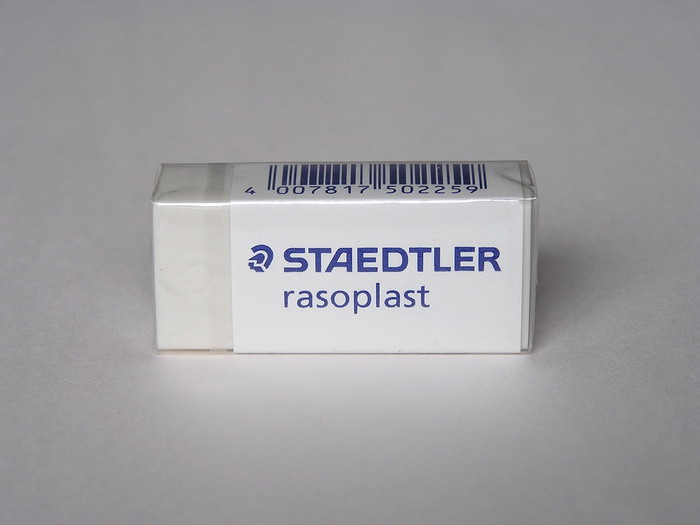 4 007817 502259
STAEDTLER
rasoplast